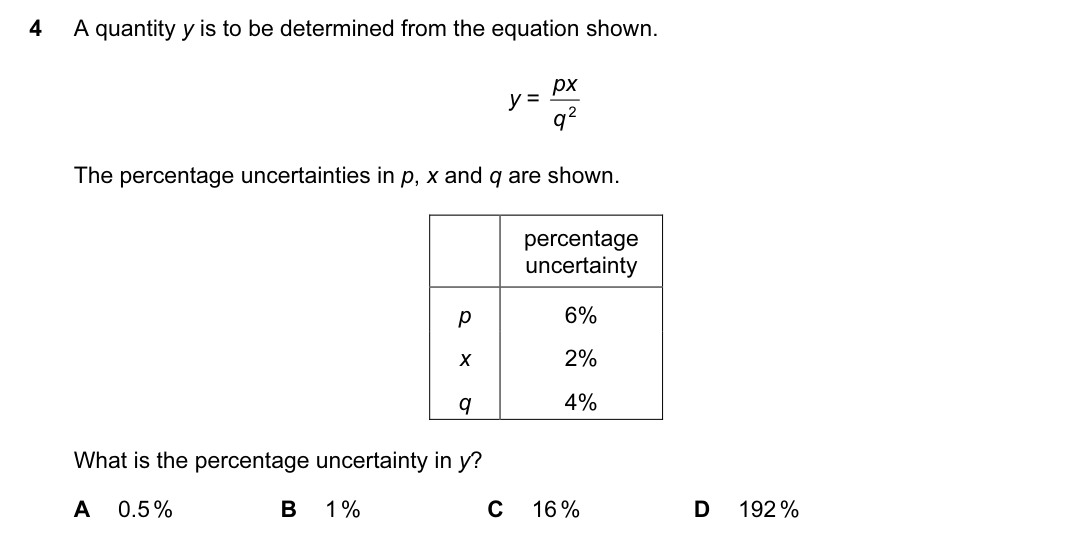 4 A quantity y is to be determined from the equation shown.
y = px / q²
The percentage uncertainties in p, x and q are shown.
percentage
uncertainty
p 6%
x 2%
q 4%
What is the percentage uncertainty in y?
A 0.5% B 1% C 16% D 192%